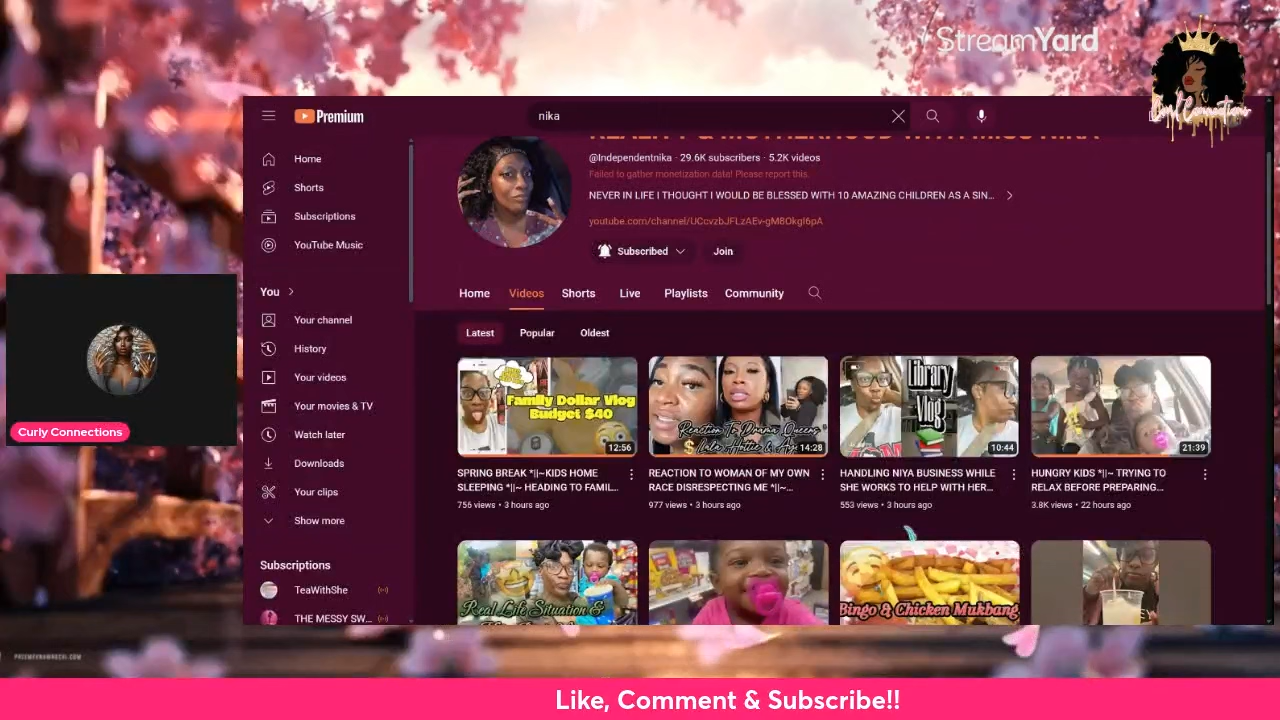 StreamYard
Curl Connections
Premium
nika
Home
Shorts
Subscriptions
YouTube Music
You
Your channel
History
Your videos
Your movies & TV
Watch later
Downloads
Your clips
Show more
Subscriptions
TeaWithShe
THE MESSY SW...
@Independentnika · 29.6K subscribers · 5.2K videos
Failed to gather monetization data! Please report this.
NEVER IN LIFE I THOUGHT I WOULD BE BLESSED WITH 10 AMAZING CHILDREN AS A SIN...
Subscribed
Join
Home
Videos
Shorts
Live
Playlists
Community
Latest
Popular
Oldest
Family Dollar Vlog
Budget $40
12:56
SPRING BREAK *||~KIDS HOME
SLEEPING *||~ HEADING TO FAMIL...
756 views • 3 hours ago
Reaction To Drama Queens
14:28
REACTION TO WOMAN OF MY OWN
RACE DISRESPECTING ME *||~...
977 views • 3 hours ago
Library
Vlog
10:44
HANDLING NIYA BUSINESS WHILE
SHE WORKS TO HELP WITH HER...
553 views • 3 hours ago
21:39
HUNGRY KIDS *||~ TRYING TO
RELAX BEFORE PREPARING...
3.8K views • 22 hours ago
Real Life Situation &
Bingo & Chicken Mukbang
Curly Connections
Like, Comment & Subscribe!!